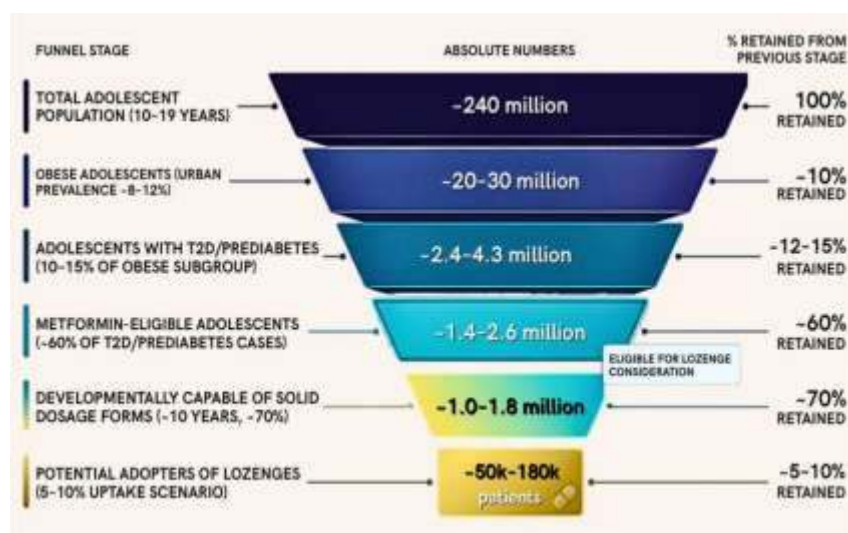 FUNNEL STAGE
ABSOLUTE NUMBERS
% RETAINED FROM
PREVIOUS STAGE
TOTAL ADOLESCENT
POPULATION (10-19 YEARS)
~240 million
100%
RETAINED
OBESE ADOLESCENTS (URBAN
PREVALENCE ~8-12%)
~20-30 million
~10%
RETAINED
ADOLESCENTS WITH T2D/PREDIABETES
(10-15% OF OBESE SUBGROUP)
~2.4-4.3 million
~12-15%
RETAINED
METFORMIN-ELIGIBLE ADOLESCENTS
(~60% OF T2D/PREDIABETES CASES)
~1.4-2.6 million
~60%
RETAINED
ELIGIBLE FOR LOZENGE
CONSIDERATION
DEVELOPMENTALLY CAPABLE OF SOLID
DOSAGE FORMS (~10 YEARS, ~70%)
~1.0-1.8 million
~70%
RETAINED
POTENTIAL ADOPTERS OF LOZENGES
(5-10% UPTAKE SCENARIO)
~50k-180k
patients
~5-10%
RETAINED